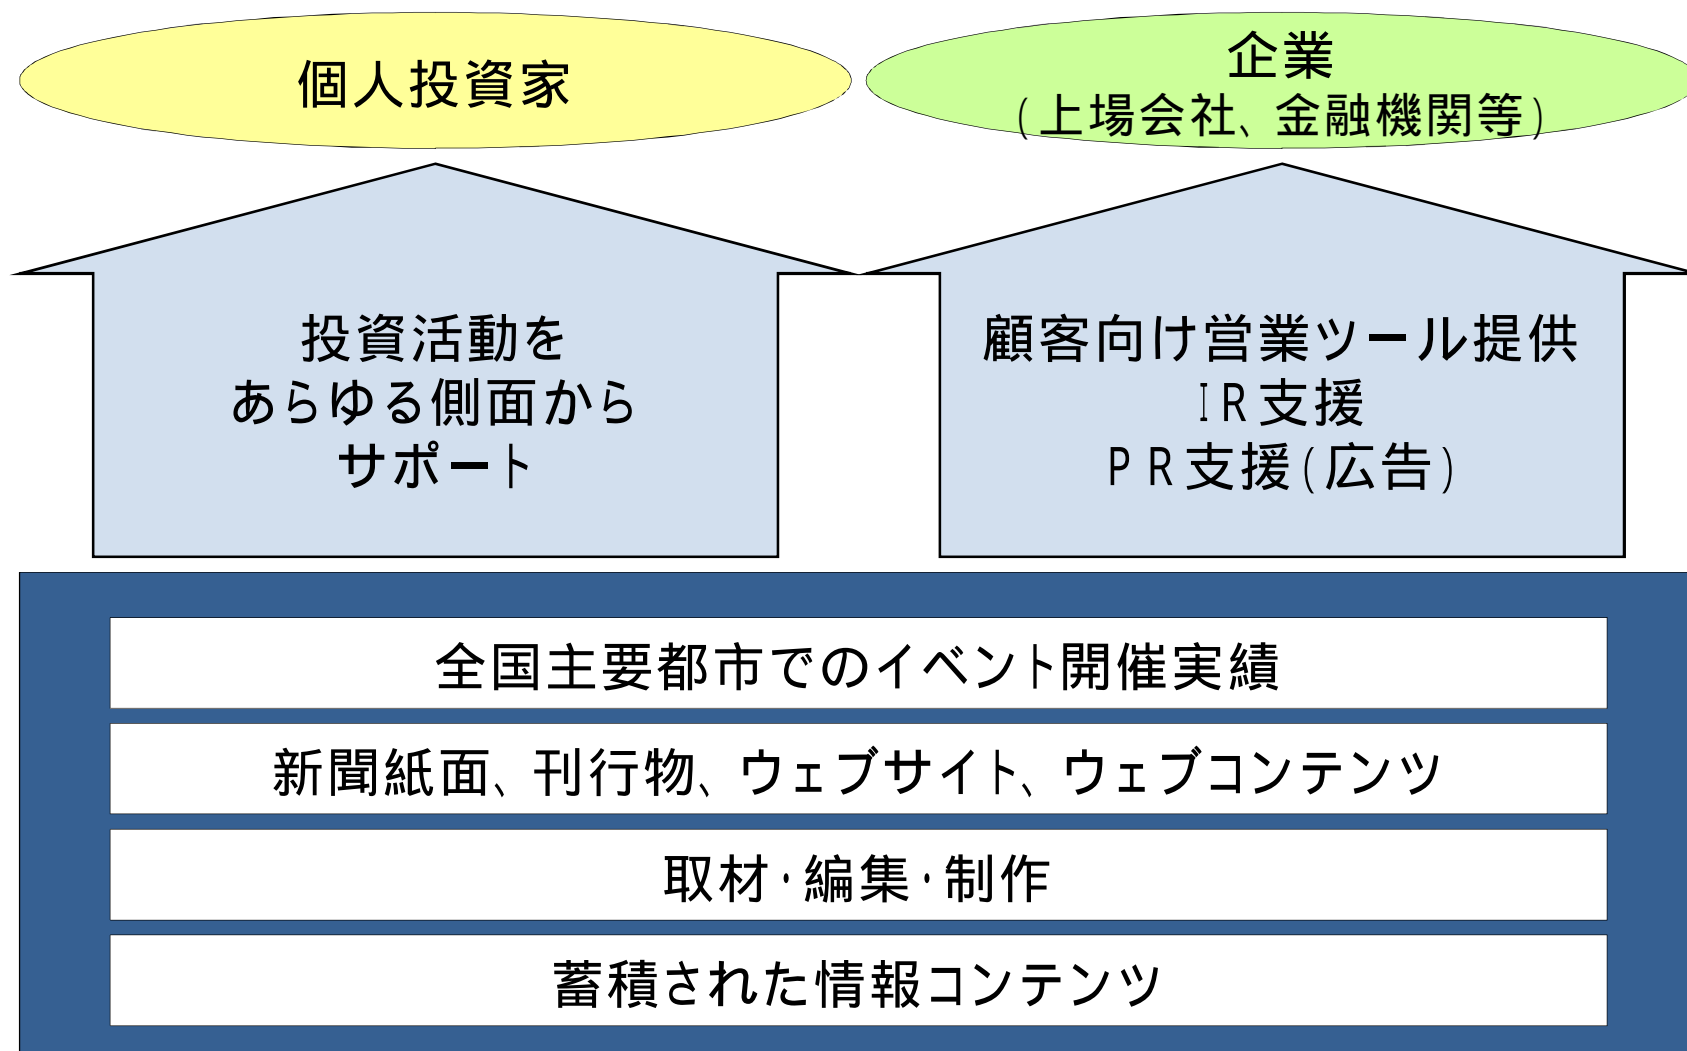 個人投資家
企業
(上場会社、金融機関等)
投資活動を
あらゆる側面から
サポート
顧客向け営業ツール提供
IR支援
PR支援(広告)
全国主要都市でのイベント開催実績
新聞紙面、刊行物、ウェブサイト、ウェブコンテンツ
取材・編集・制作
蓄積された情報コンテンツ